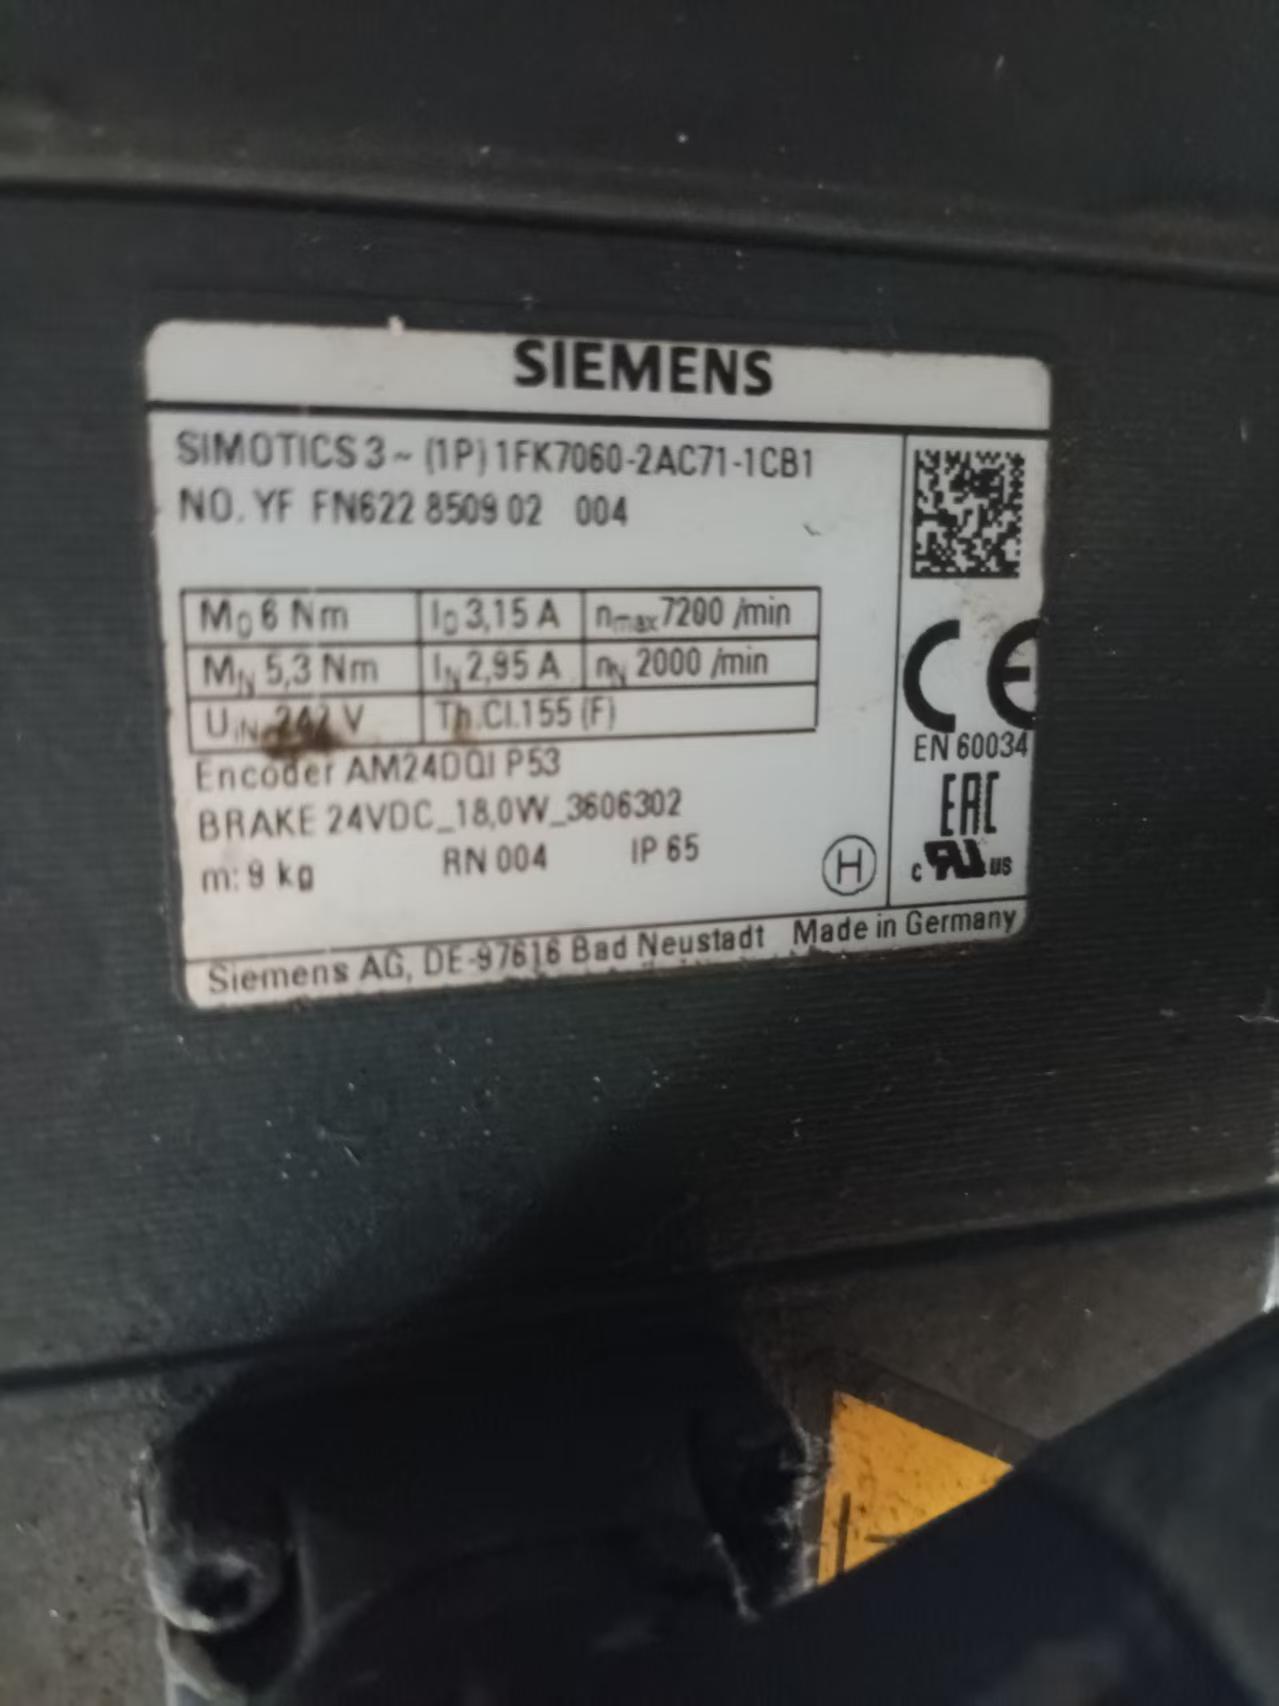 SIEMENS
SIMOTICS 3~ (1P) 1FK7060-2AC71-1CB1
NO. YF FN622 8509 02 004
M0 6 Nm I0 3,15 A nmax 7200 /min
MN 5,3 Nm IN 2,95 A nN 2000 /min
UIN V Th.Cl.155 (F)
Encoder AM24DQI P53
BRAKE 24VDC_18,0W_3606302
m: 9 kg RN 004 IP 65
H
CE
EN 60034
EAC
c RU us
Siemens AG, DE-97616 Bad Neustadt Made in Germany